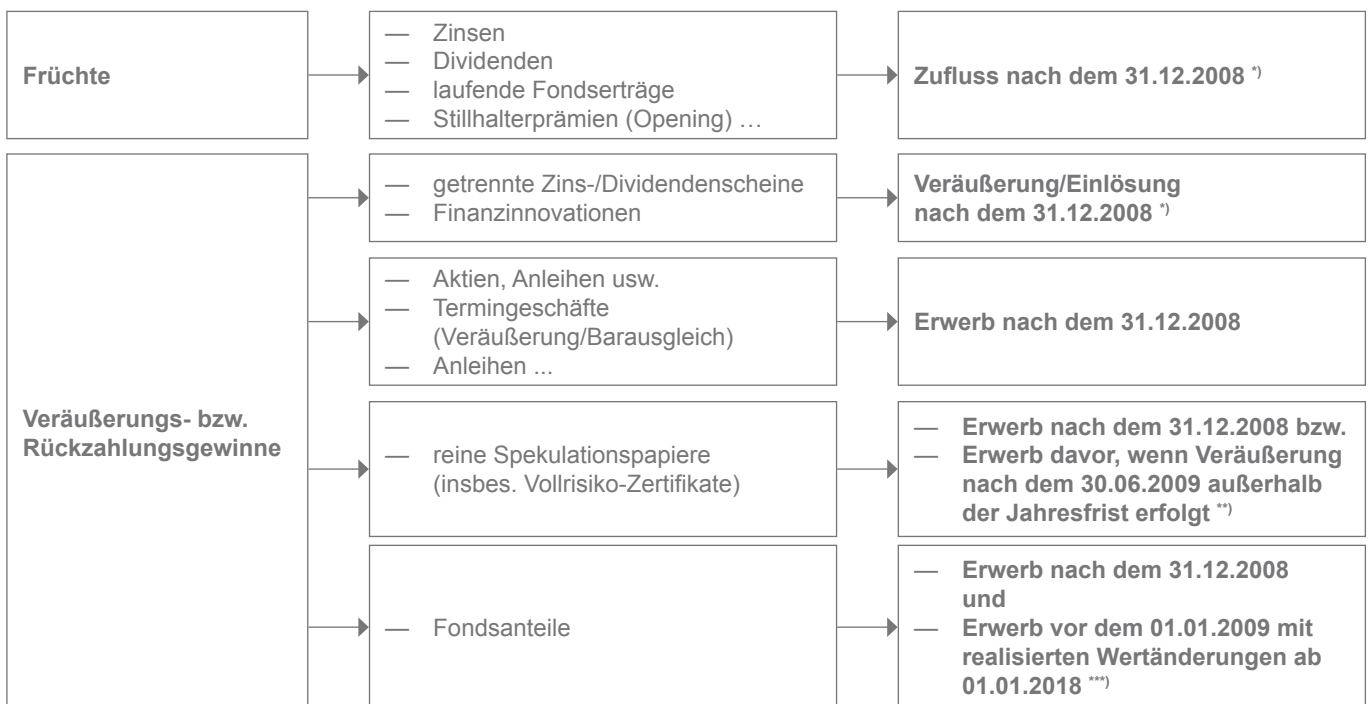 Früchte
— Zinsen
— Dividenden
— laufende Fondserträge
— Stillhalterprämien (Opening) …
Zufluss nach dem 31.12.2008 *)
Veräußerungs- bzw.
Rückzahlungsgewinne
— getrennte Zins-/Dividendenscheine
— Finanzinnovationen
Veräußerung/Einlösung
nach dem 31.12.2008 *)
— Aktien, Anleihen usw.
— Termingeschäfte
(Veräußerung/Barausgleich)
— Anleihen ...
Erwerb nach dem 31.12.2008
— reine Spekulationspapiere
(insbes. Vollrisiko-Zertifikate)
— Erwerb nach dem 31.12.2008 bzw.
— Erwerb davor, wenn Veräußerung
nach dem 30.06.2009 außerhalb
der Jahresfrist erfolgt **)
— Fondsanteile
— Erwerb nach dem 31.12.2008
und
— Erwerb vor dem 01.01.2009 mit
realisierten Wertänderungen ab
01.01.2018 ***)